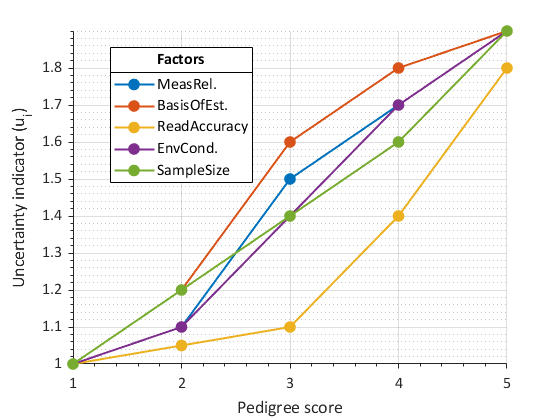 Factors
MeasRel.
BasisOfEst.
ReadAccuracy
EnvCond.
SampleSize
Uncertainty indicator (u_i)
1.8
1.7
1.6
1.5
1.4
1.3
1.2
1.1
1
1 2 3 4 5
Pedigree score